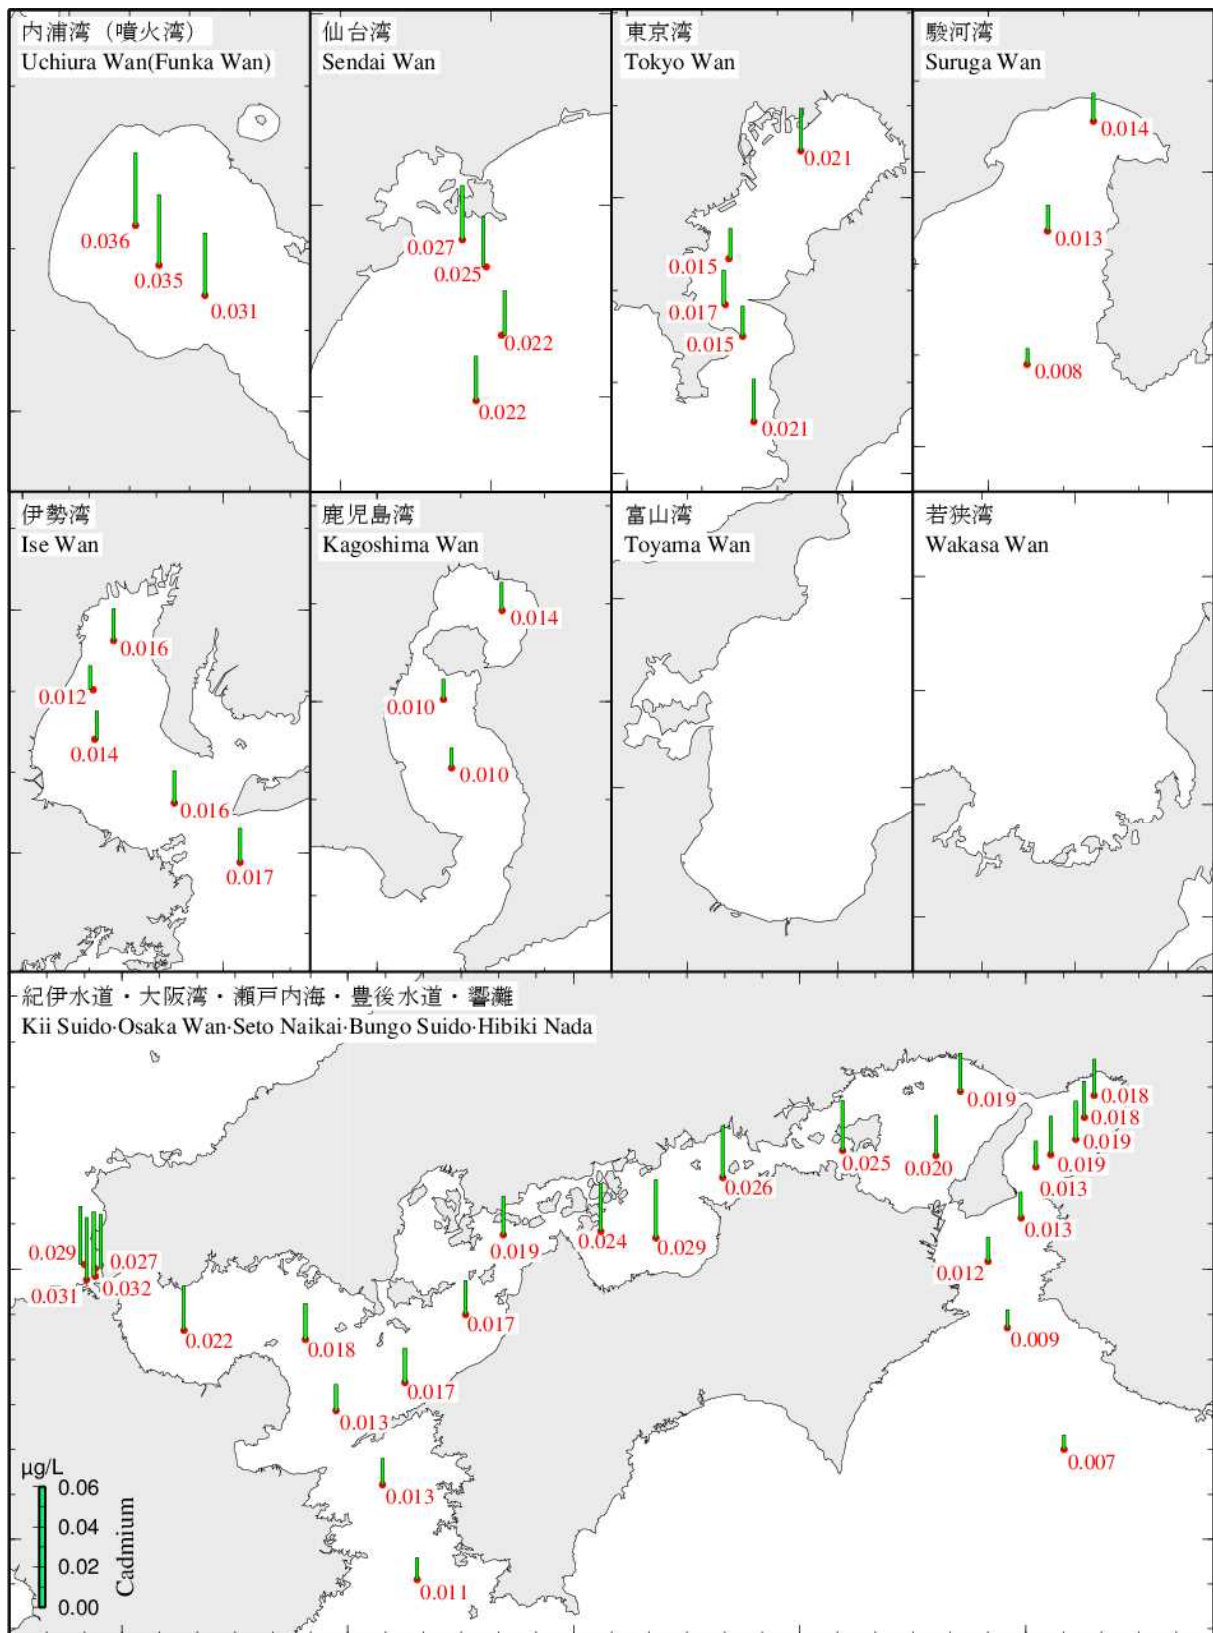 内浦湾（噴火湾）
Uchiura Wan(Funka Wan)
0.036
0.035
0.031
仙台湾
Sendai Wan
0.027
0.025
0.022
0.022
東京湾
Tokyo Wan
0.021
0.015
0.017
0.015
0.021
駿河湾
Suruga Wan
0.014
0.013
0.008
伊勢湾
Ise Wan
0.016
0.012
0.014
0.016
0.017
鹿児島湾
Kagoshima Wan
0.014
0.010
0.010
富山湾
Toyama Wan
若狭湾
Wakasa Wan
紀伊水道・大阪湾・瀬戸内海・豊後水道・響灘
Kii Suido·Osaka Wan·Seto Naikai·Bungo Suido·Hibiki Nada
0.019
0.018
0.018
0.019
0.019
0.013
0.025
0.020
0.026
0.013
0.019
0.024
0.029
0.012
0.029
0.027
0.032
0.031
0.022
0.018
0.017
0.009
0.017
0.013
0.007
0.013
0.011
µg/L
0.06
0.04
0.02
0.00
Cadmium